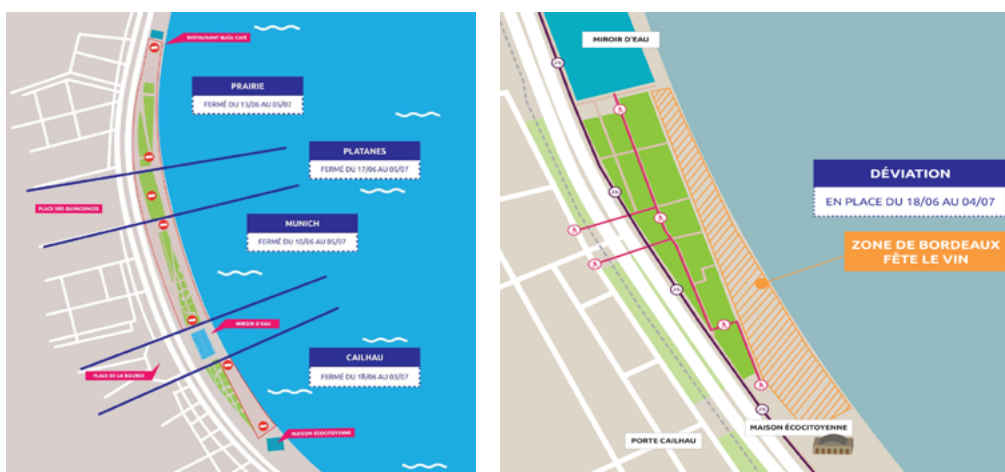 RESTAURANT IBAÏA CAFÉ
PRAIRIE
FERMÉ DU 13/06 AU 05/07
PLATANES
FERMÉ DU 17/06 AU 05/07
PLACE DES QUINCONCES
MUNICH
FERMÉ DU 10/06 AU 05/07
MIROIR D'EAU
PLACE DE LA BOURSE
CAILHAU
FERMÉ DU 18/06 AU 03/07
MAISON ÉCOCITOYENNE
MIROIR D'EAU
DÉVIATION
EN PLACE DU 18/06 AU 04/07
ZONE DE BORDEAUX
FÊTE LE VIN
PORTE CAILHAU
MAISON ÉCOCITOYENNE